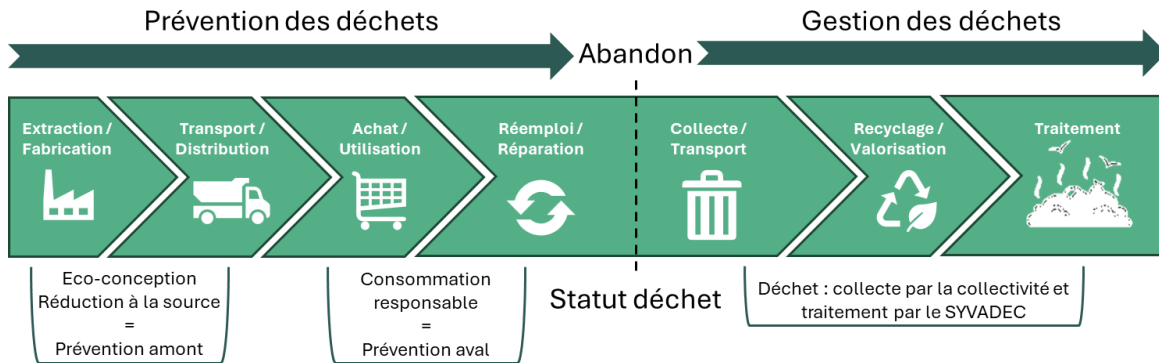 Prévention des déchets
Gestion des déchets
Abandon
Extraction /
Fabrication
Transport /
Distribution
Achat /
Utilisation
Réemploi /
Réparation
Collecte /
Transport
Recyclage /
Valorisation
Traitement
Eco-conception
Réduction à la source
=
Prévention amont
Consommation
responsable
=
Prévention aval
Statut déchet
Déchet : collecte par la collectivité et
traitement par le SYVADEC